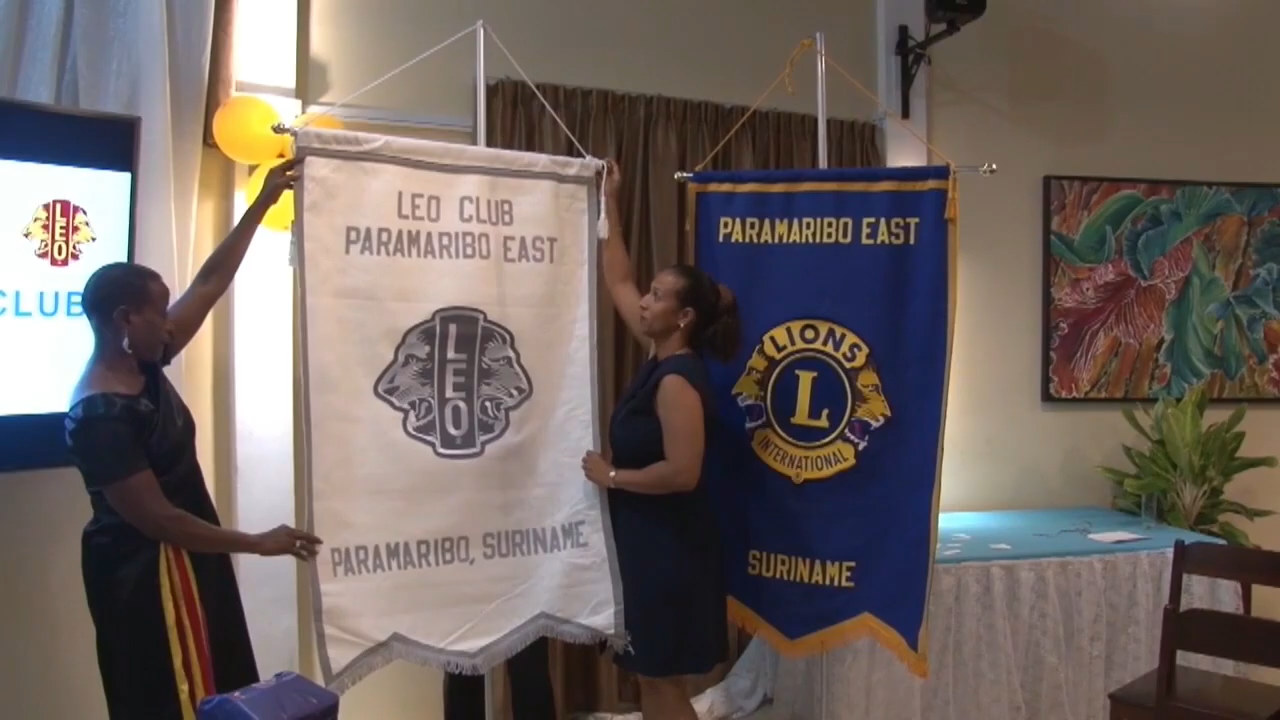 LEO
CLUB
LEO CLUB
PARAMARIBO EAST
LEO
PARAMARIBO, SURINAME
PARAMARIBO EAST
LIONS
L
INTERNATIONAL
SURINAME